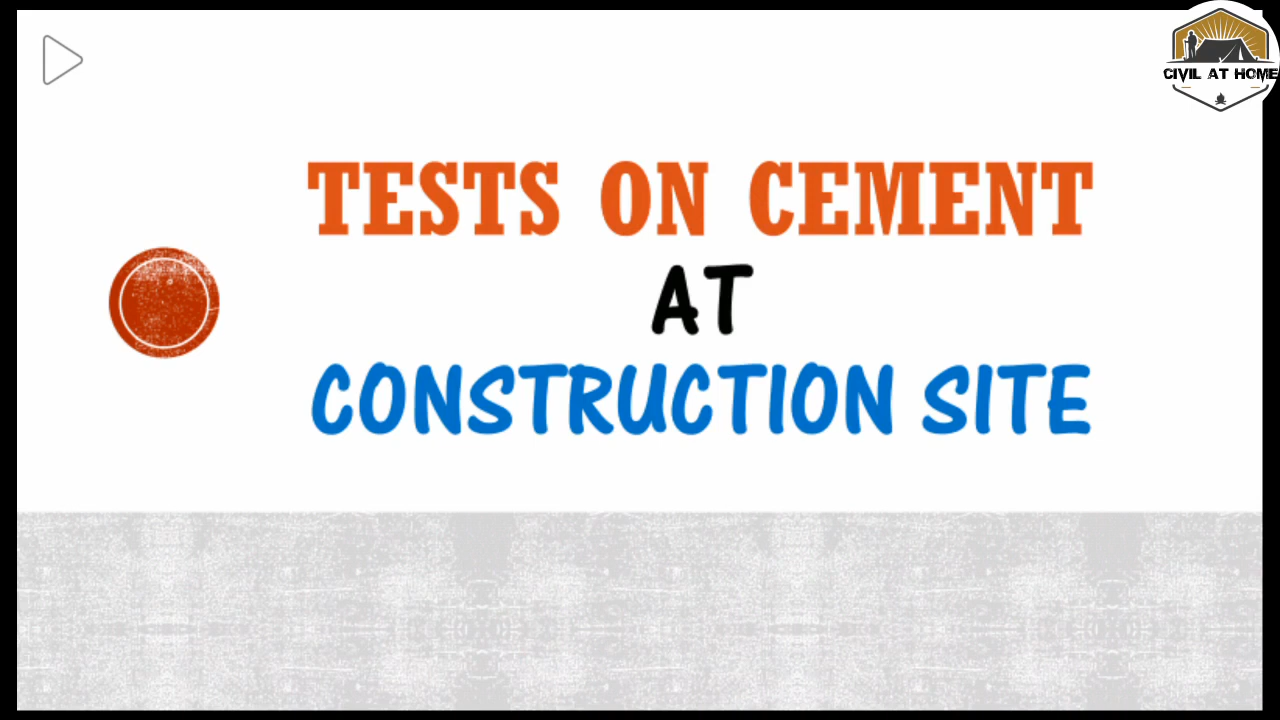 CIVIL AT HOME
TESTS ON CEMENT
AT
CONSTRUCTION SITE